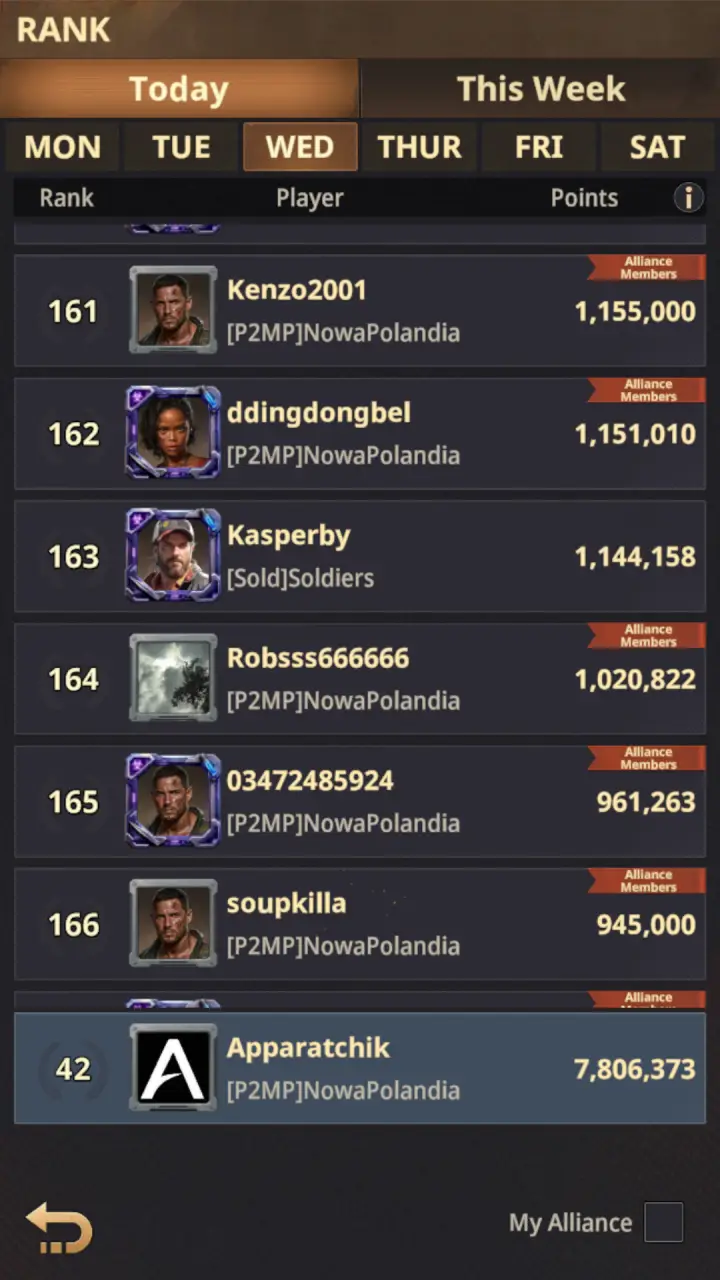 RANK
Today
This Week
MON
TUE
WED
THUR
FRI
SAT
Rank
Player
Points
i
161
Kenzo2001
[P2MP]NowaPolandia
Alliance
Members
1,155,000
162
ddingdongbel
[P2MP]NowaPolandia
Alliance
Members
1,151,010
163
Kasperby
[Sold]Soldiers
1,144,158
164
Robsss666666
[P2MP]NowaPolandia
Alliance
Members
1,020,822
165
03472485924
[P2MP]NowaPolandia
Alliance
Members
961,263
166
soupkilla
[P2MP]NowaPolandia
Alliance
Members
945,000
Alliance
42
A
Apparatchik
[P2MP]NowaPolandia
7,806,373
My Alliance